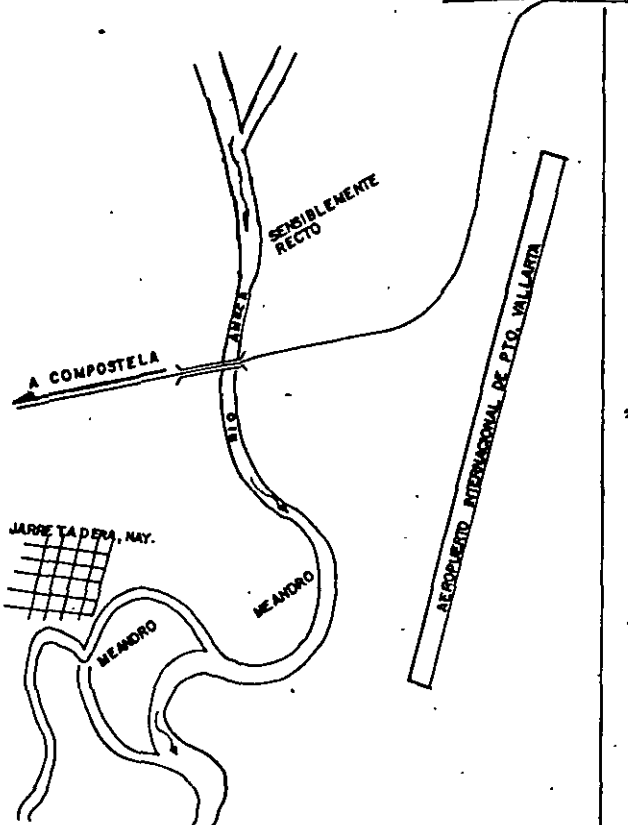 SENSIBLEMENTE
RECTO
RIO AMECA
A COMPOSTELA
AEROPUERTO INTERNACIONAL DE PTO. VALLARTA
JARRETADERA, NAY.
MEANDRO
MEANDRO